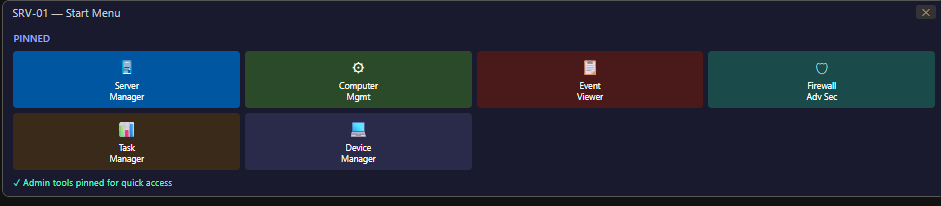 SRV-01 — Start Menu
PINNED
Server
Manager
Computer
Mgmt
Event
Viewer
Firewall
Adv Sec
Task
Manager
Device
Manager
✓ Admin tools pinned for quick access